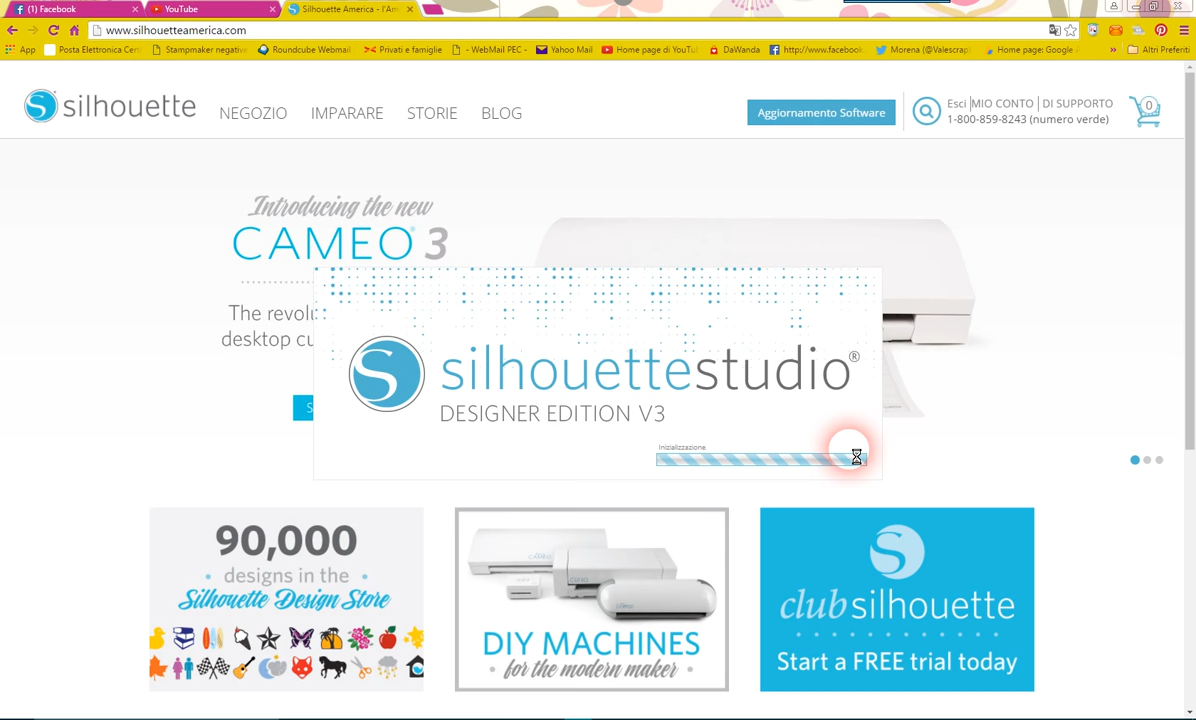 (1) Facebook
YouTube
Silhouette America - l'Am
www.silhouetteamerica.com
App
Posta Elettronica Cert
Stampmaker negative
Roundcube Webmail
Privati e famiglie
- WebMail PEC -
Yahoo Mail
Home page di YouTu
DaWanda
http://www.facebook.
Morena (@Valescrap
Home page: Google
»
Altri Preferiti
silhouette
NEGOZIO
IMPARARE
STORIE
BLOG
Aggiornamento Software
Esci |MIO CONTO | DI SUPPORTO
1-800-859-8243 (numero verde)
0
Introducing the new
CAMEO® 3
The revolu
desktop cu
S
silhouettestudio®
DESIGNER EDITION V3
Inizializzazione
90,000
• designs in the •
Silhouette Design Store
DIY MACHINES
• for the modern maker •
club silhouette
Start a FREE trial today